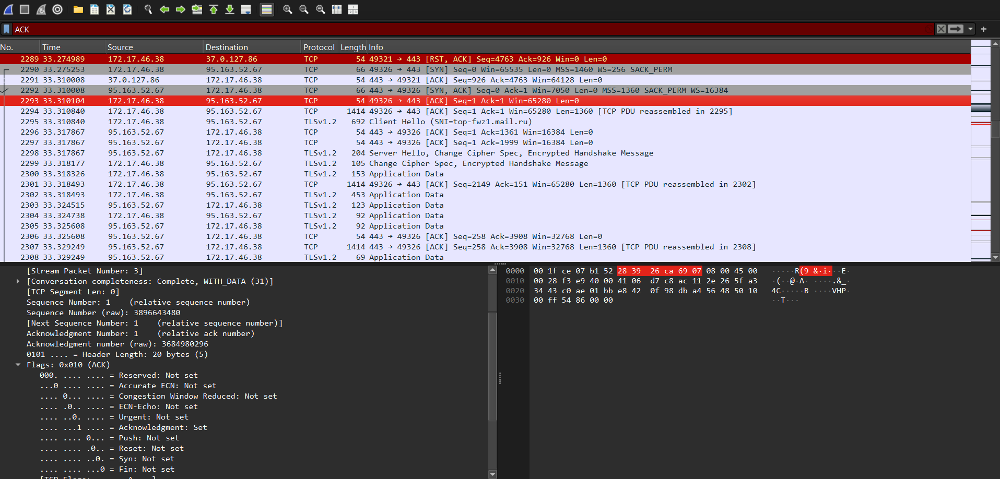 ACK
No. Time Source Destination Protocol Length Info
2289 33.274989 172.17.46.38 37.0.127.86 TCP 54 49321 → 443 [RST, ACK] Seq=4763 Ack=926 Win=0 Len=0
2290 33.275253 172.17.46.38 95.163.52.67 TCP 66 49326 → 443 [SYN] Seq=0 Win=65535 Len=0 MSS=1460 WS=256 SACK_PERM
2291 33.310008 37.0.127.86 172.17.46.38 TCP 54 443 → 49321 [ACK] Seq=926 Ack=4763 Win=64128 Len=0
2292 33.310008 95.163.52.67 172.17.46.38 TCP 66 443 → 49326 [SYN, ACK] Seq=0 Ack=1 Win=7050 Len=0 MSS=1360 SACK_PERM WS=16384
2293 33.310104 172.17.46.38 95.163.52.67 TCP 54 49326 → 443 [ACK] Seq=1 Ack=1 Win=65280 Len=0
2294 33.310840 172.17.46.38 95.163.52.67 TCP 1414 49326 → 443 [ACK] Seq=1 Ack=1 Win=65280 Len=1360 [TCP PDU reassembled in 2295]
2295 33.310840 172.17.46.38 95.163.52.67 TLSv1.2 692 Client Hello (SNI=top-fwz1.mail.ru)
2296 33.317867 95.163.52.67 172.17.46.38 TCP 54 443 → 49326 [ACK] Seq=1 Ack=1361 Win=16384 Len=0
2297 33.317867 95.163.52.67 172.17.46.38 TCP 54 443 → 49326 [ACK] Seq=1 Ack=1999 Win=16384 Len=0
2298 33.317867 95.163.52.67 172.17.46.38 TLSv1.2 204 Server Hello, Change Cipher Spec, Encrypted Handshake Message
2299 33.318177 172.17.46.38 95.163.52.67 TLSv1.2 105 Change Cipher Spec, Encrypted Handshake Message
2300 33.318326 172.17.46.38 95.163.52.67 TLSv1.2 153 Application Data
2301 33.318493 172.17.46.38 95.163.52.67 TCP 1414 49326 → 443 [ACK] Seq=2149 Ack=151 Win=65280 Len=1360 [TCP PDU reassembled in 2302]
2302 33.318493 172.17.46.38 95.163.52.67 TLSv1.2 453 Application Data
2303 33.324515 95.163.52.67 172.17.46.38 TLSv1.2 123 Application Data
2304 33.324738 172.17.46.38 95.163.52.67 TLSv1.2 92 Application Data
2305 33.325608 95.163.52.67 172.17.46.38 TLSv1.2 92 Application Data
2306 33.325608 95.163.52.67 172.17.46.38 TCP 54 443 → 49326 [ACK] Seq=258 Ack=3908 Win=32768 Len=0
2307 33.329249 95.163.52.67 172.17.46.38 TCP 1414 443 → 49326 [ACK] Seq=258 Ack=3908 Win=32768 Len=1360 [TCP PDU reassembled in 2308]
2308 33.329249 95.163.52.67 172.17.46.38 TLSv1.2 69 Application Data
[Stream Packet Number: 3]
[Conversation completeness: Complete, WITH_DATA (31)]
[TCP Segment Len: 0]
Sequence Number: 1 (relative sequence number)
Sequence Number (raw): 3896643480
[Next Sequence Number: 1 (relative sequence number)]
Acknowledgment Number: 1 (relative ack number)
Acknowledgment number (raw): 3684980296
0101 .... = Header Length: 20 bytes (5)
Flags: 0x010 (ACK)
000. .... .... = Reserved: Not set
...0 .... .... = Accurate ECN: Not set
.... 0... .... = Congestion Window Reduced: Not set
.... .0.. .... = ECN-Echo: Not set
.... ..0. .... = Urgent: Not set
.... ...1 .... = Acknowledgment: Set
.... .... 0... = Push: Not set
.... .... .0.. = Reset: Not set
.... .... ..0. = Syn: Not set
.... .... ...0 = Fin: Not set
0000 00 1f ce 07 b1 52 28 39 26 ca 69 07 08 00 45 00 ·····R(9 &·i···E·
0010 00 28 f3 e9 40 00 41 06 d7 c8 ac 11 2e 26 5f a3 ·(··@·A· ····.&_·
0020 34 43 c0 ae 01 bb e8 42 0f 98 db a4 56 48 50 10 4C·····B ····VHP·
0030 00 ff 54 86 00 00 ··T···